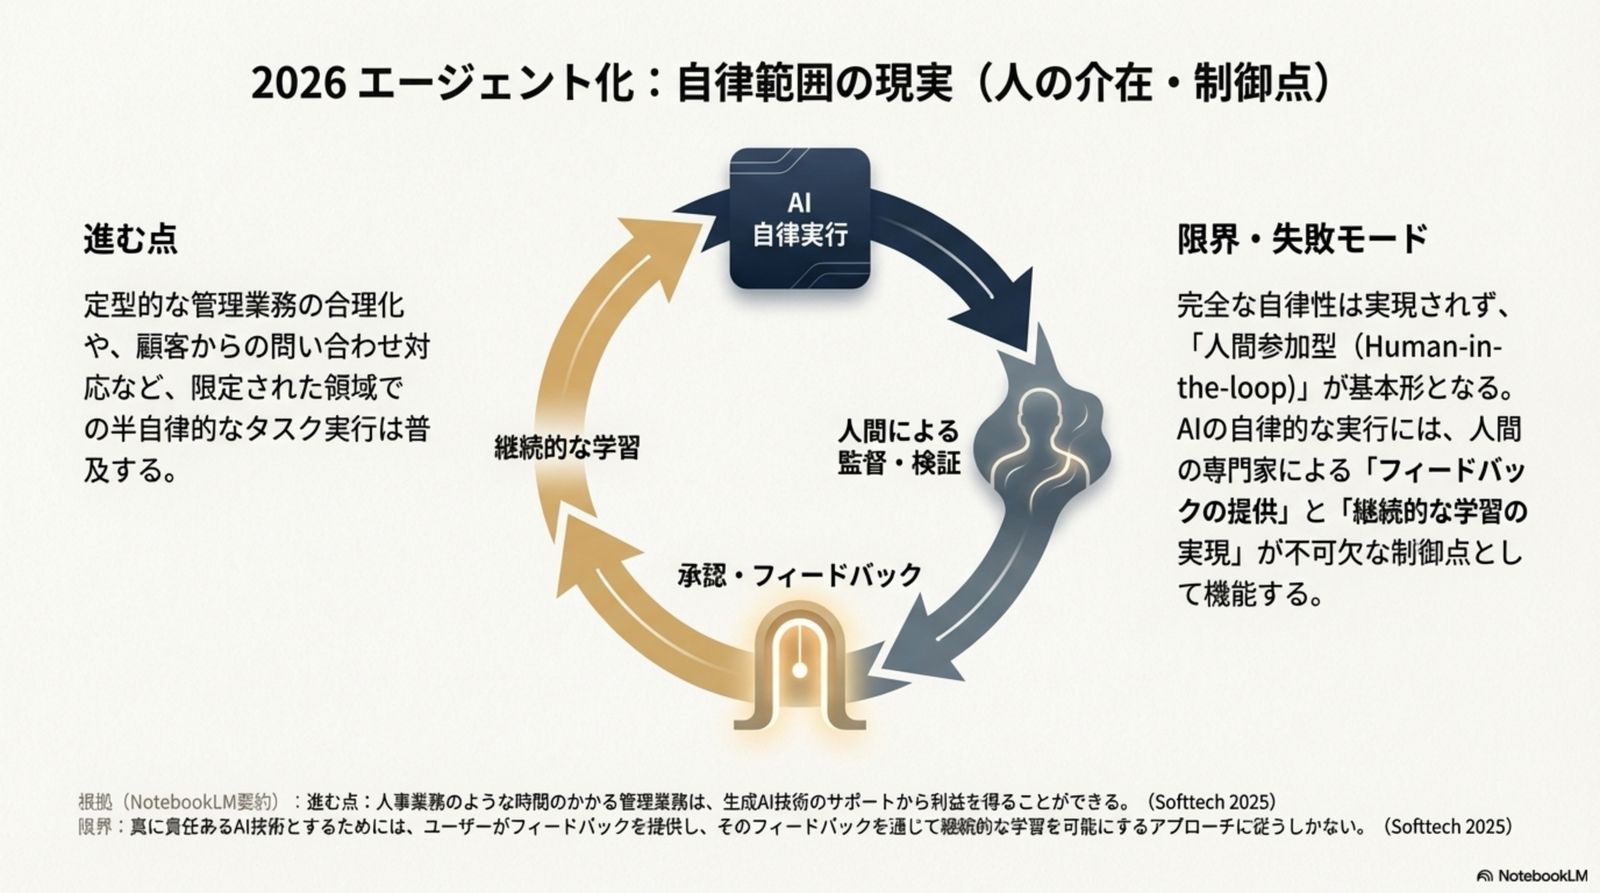 2026 エージェント化：自律範囲の現実（人の介在・制御点）
進む点
定型的な管理業務の合理化
や、顧客からの問い合わせ対
応など、限定された領域で
の半自律的なタスク実行は普
及する。
AI
自律実行
人間による
監督・検証
承認・フィードバック
継続的な学習
限界・失敗モード
完全な自律性は実現されず、
「人間参加型（Human-in-
the-loop)」が基本形となる。
AIの自律的な実行には、人間
の専門家による「フィードバッ
クの提供」と「継続的な学習の
実現」が不可欠な制御点とし
て機能する。
根拠（NotebookLM要約）：進む点：人事業務のような時間のかかる管理業務は、生成AI技術のサポートから利益を得ることができる。（Softtech 2025）
限界：真に責任あるAI技術とするためには、ユーザーがフィードバックを提供し、そのフィードバックを通じて継続的な学習を可能にするアプローチに従うしかない。（Softtech 2025）
NotebookLM